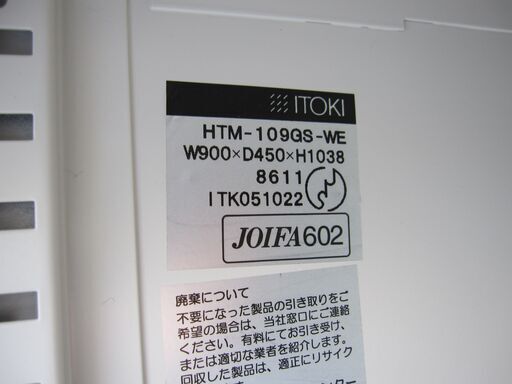 ITOKI
HTM-109GS-WE
W900×D450×H1038
8611
ITK051022
JOIFA602
廃棄について
不要になった製品の引き取りをご
希望の場合は、当社窓口にご連絡
ください。有料にてお引き受け、
または適切な業者を紹介します。
回収した製品は、適正にリサイク